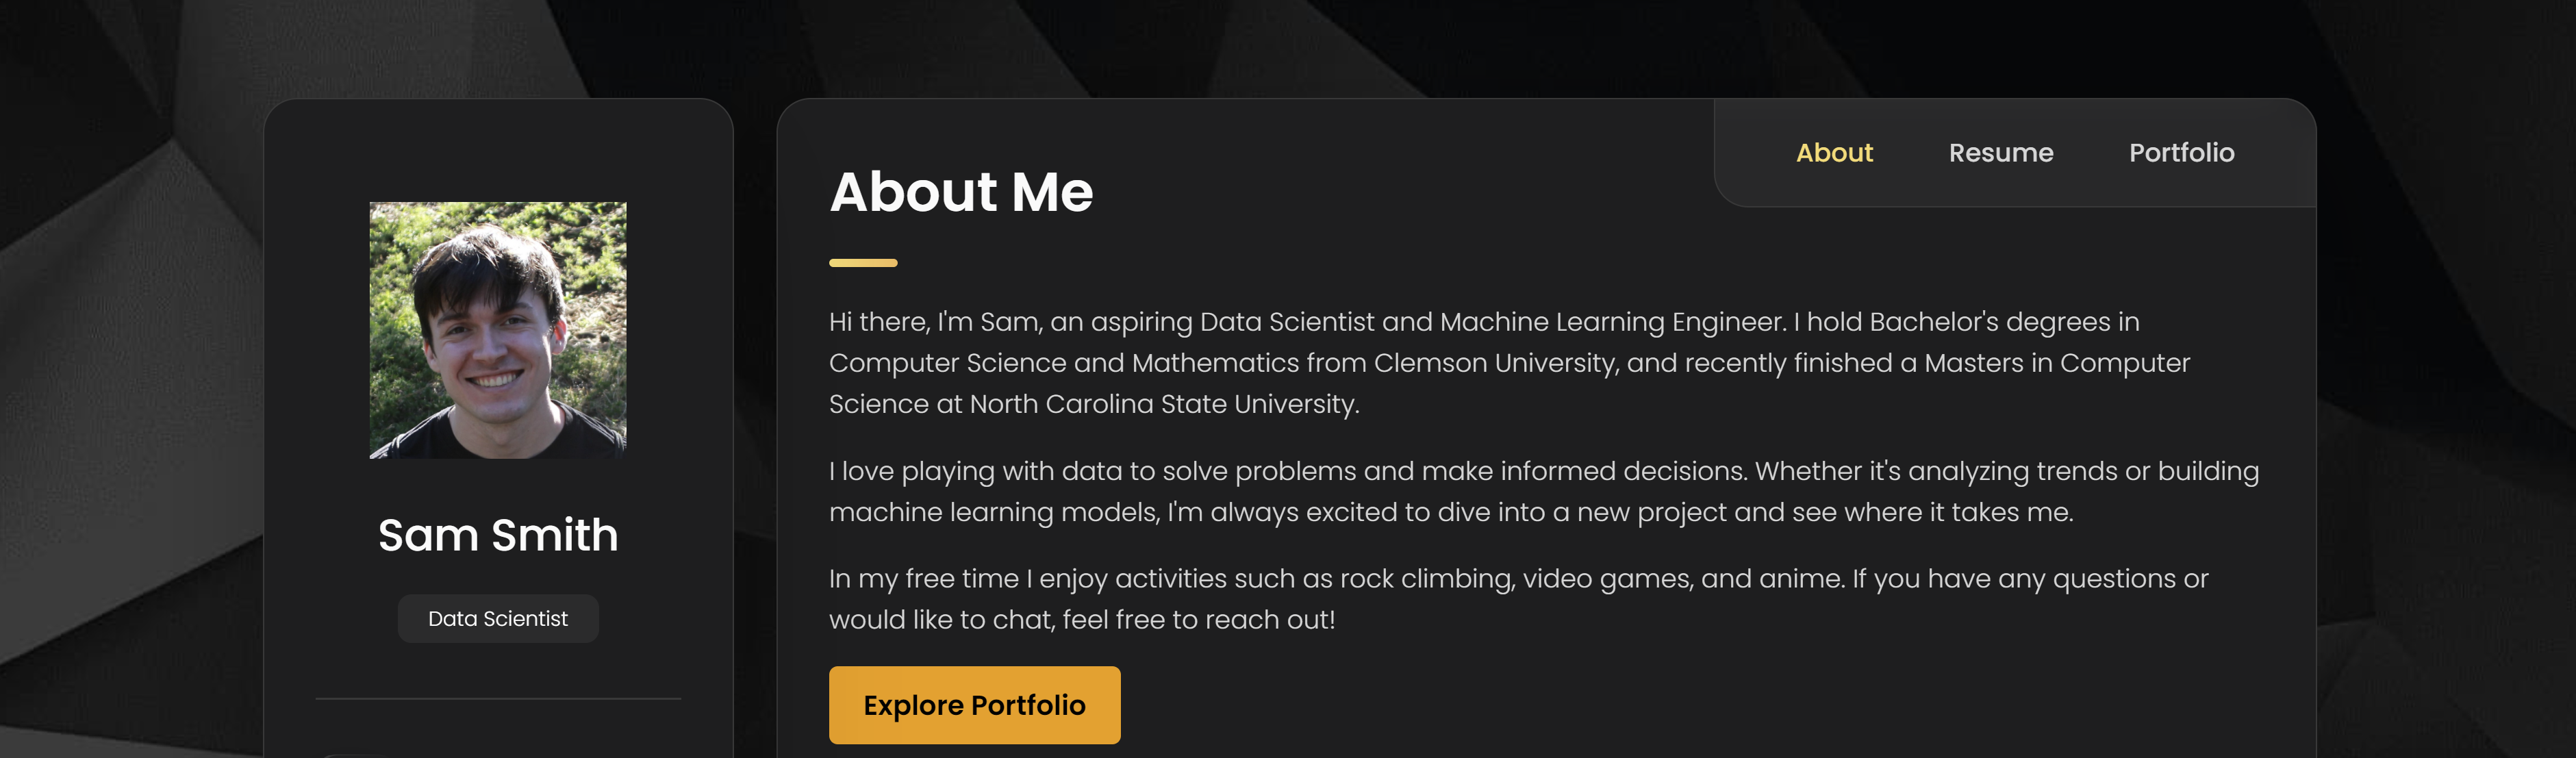 About Resume Portfolio
About Me
Hi there, I'm Sam, an aspiring Data Scientist and Machine Learning Engineer. I hold Bachelor's degrees in
Computer Science and Mathematics from Clemson University, and recently finished a Masters in Computer
Science at North Carolina State University.
I love playing with data to solve problems and make informed decisions. Whether it's analyzing trends or building
machine learning models, I'm always excited to dive into a new project and see where it takes me.
In my free time I enjoy activities such as rock climbing, video games, and anime. If you have any questions or
would like to chat, feel free to reach out!
Explore Portfolio
Sam Smith
Data Scientist